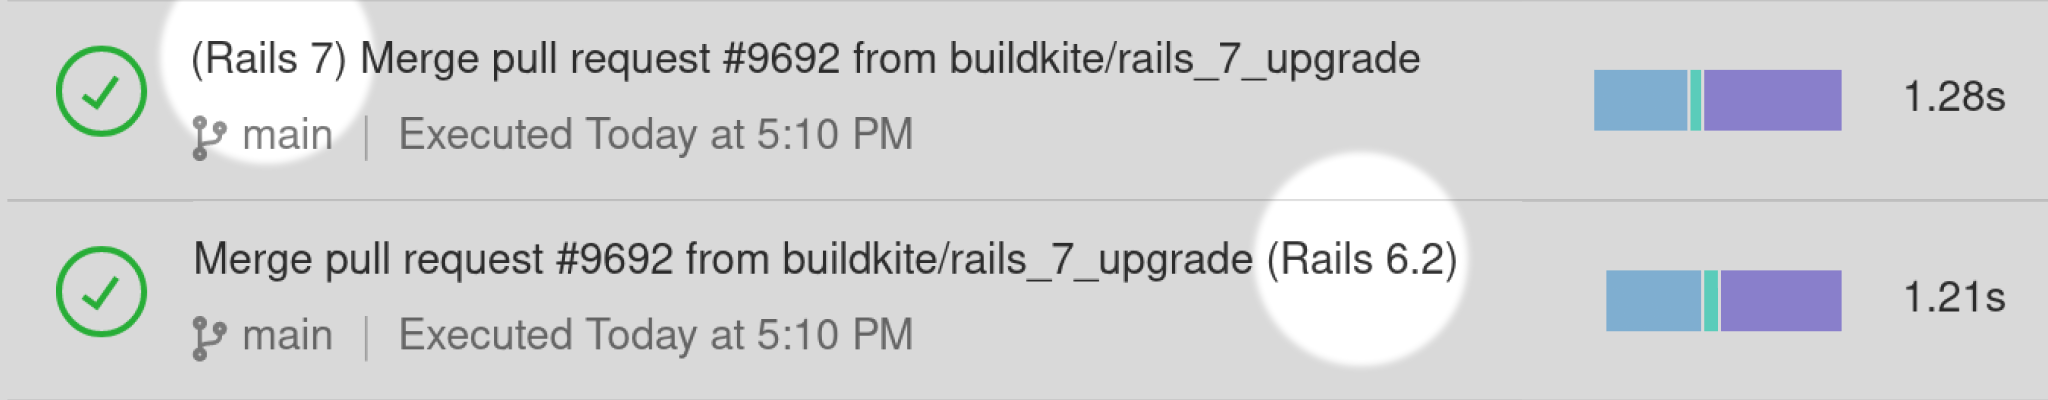 (Rails 7) Merge pull request #9692 from buildkite/rails_7_upgrade
main | Executed Today at 5:10 PM
1.28s
Merge pull request #9692 from buildkite/rails_7_upgrade (Rails 6.2)
main | Executed Today at 5:10 PM
1.21s